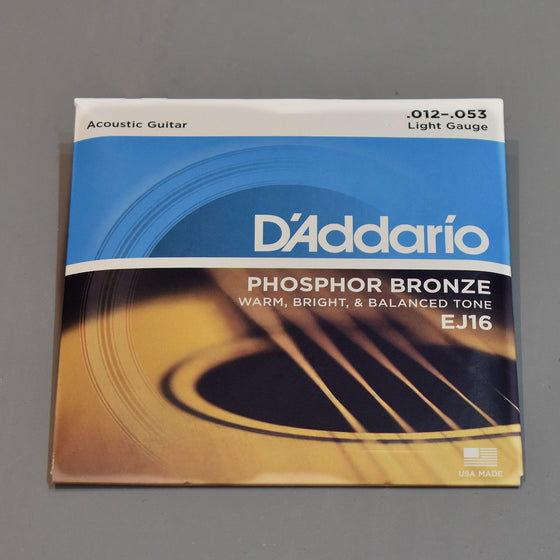 Acoustic Guitar
.012–.053
Light Gauge
D'Addario
PHOSPHOR BRONZE
WARM, BRIGHT, & BALANCED TONE
EJ16
USA MADE